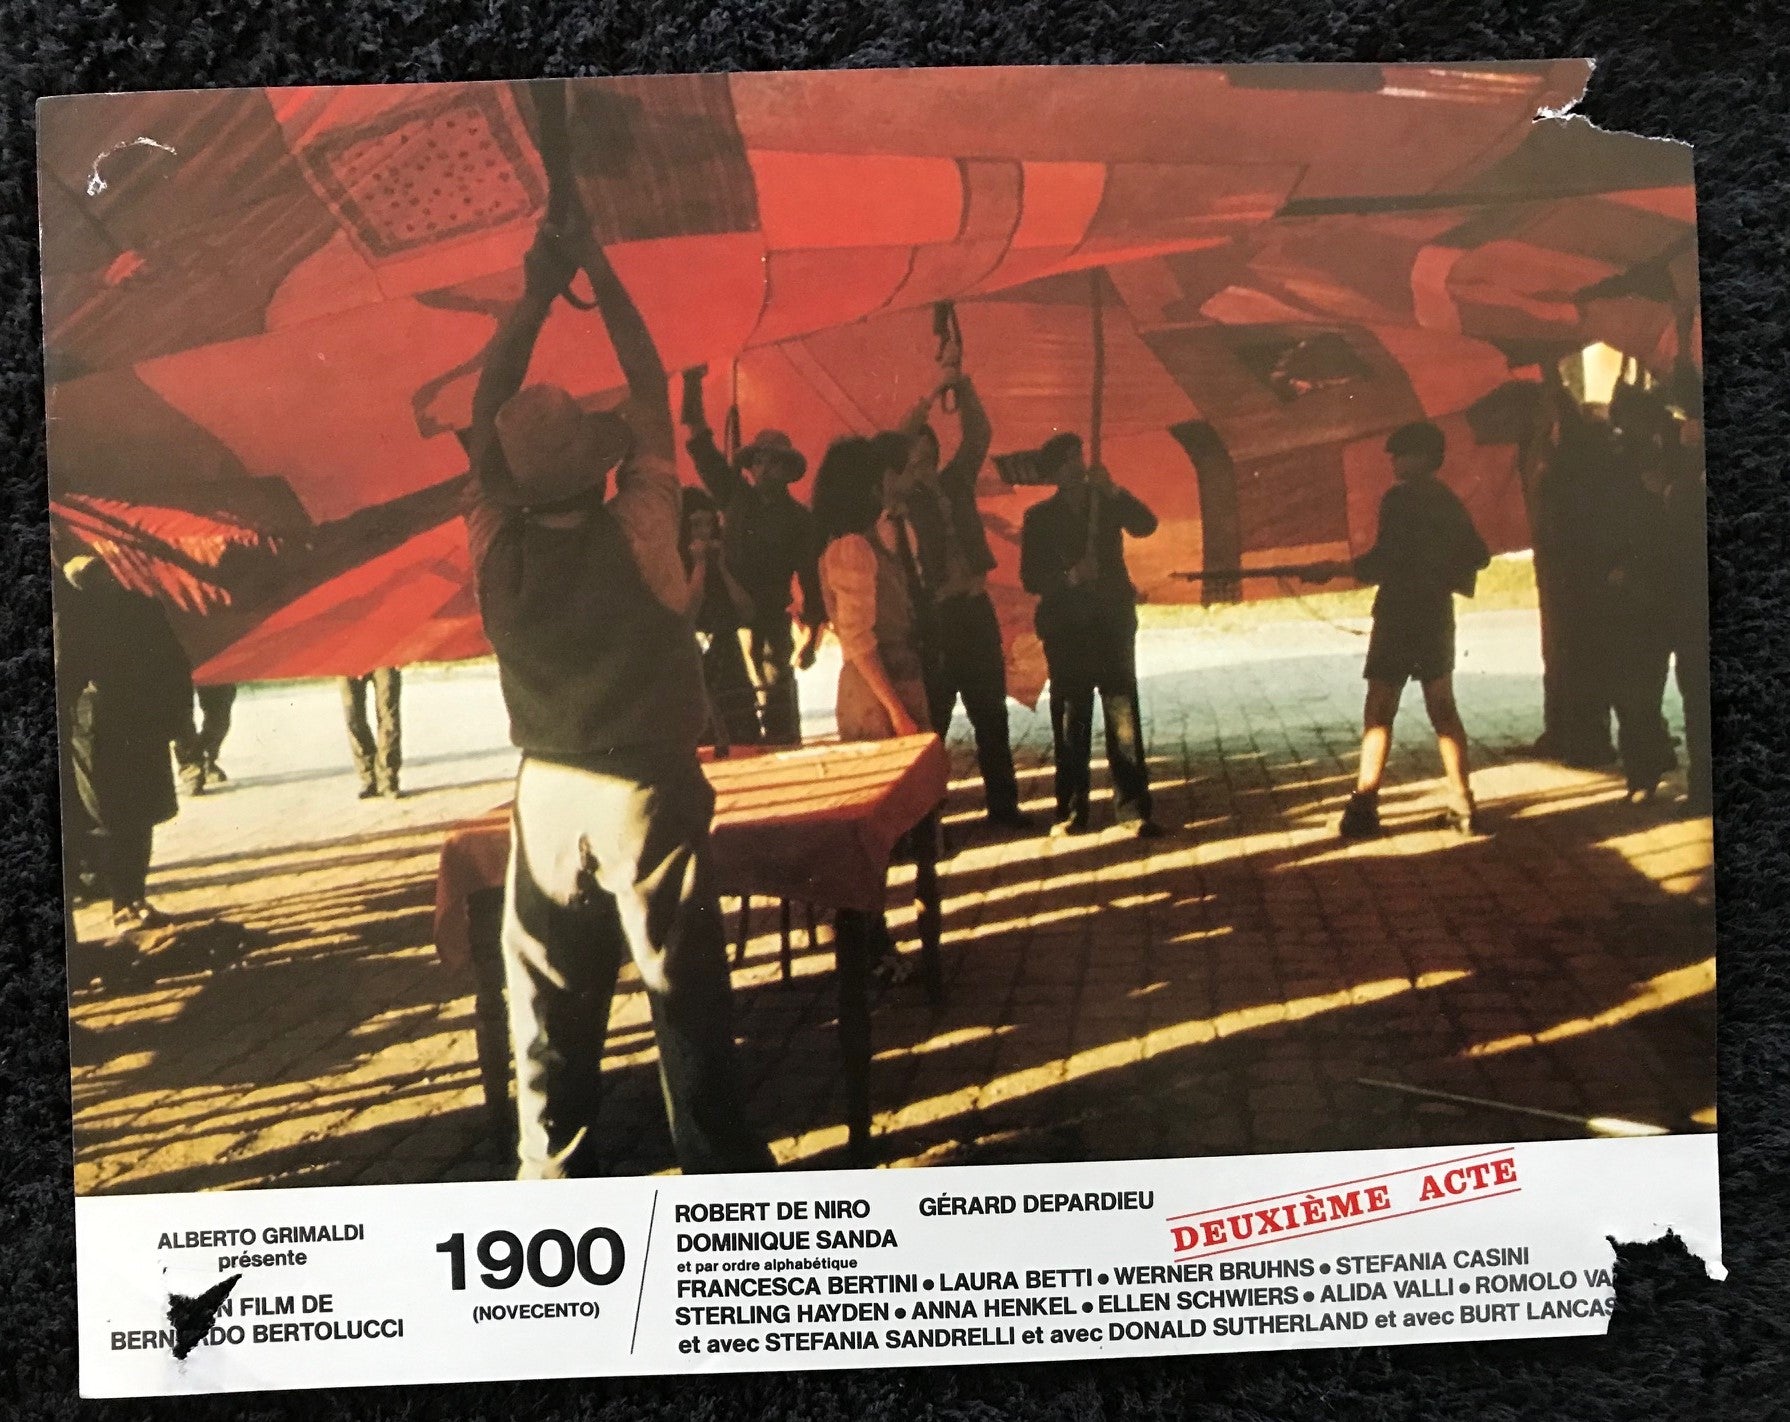 ALBERTO GRIMALDI
présente
N FILM DE
BERN DO BERTOLUCCI
1900
(NOVECENTO)
ROBERT DE NIRO GÉRARD DEPARDIEU
DOMINIQUE SANDA
et par ordre alphabétique
FRANCESCA BERTINI • LAURA BETTI • WERNER BRUHNS • STEFANIA CASINI
STERLING HAYDEN • ANNA HENKEL • ELLEN SCHWIERS • ALIDA VALLI • ROMOLO VA
et avec STEFANIA SANDRELLI et avec DONALD SUTHERLAND et avec BURT LANCAS
DEUXIÈME ACTE